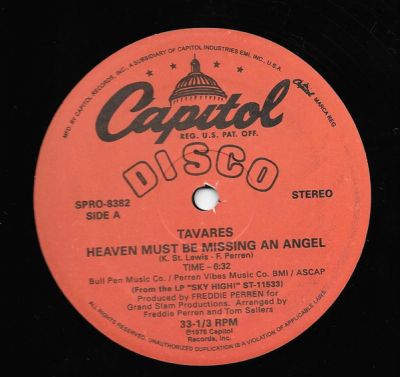 MFD. BY CAPITOL RECORDS, INC., A SUBSIDIARY OF CAPITOL INDUSTRIES EMI, INC., U.S.A.
Capitol
MARCA REG.
Capitol
REG. U.S. PAT. OFF.
DISCO
SPRO-8382
SIDE A
STEREO
TAVARES
HEAVEN MUST BE MISSING AN ANGEL
(K. St. Lewis - F. Perren)
TIME – 6:32
Bull Pen Music Co. / Perren Vibes Music Co. BMI / ASCAP
(From the LP "SKY HIGH!" ST-11533)
Produced by FREDDIE PERREN for
Grand Slam Productions. Arranged by
Freddie Perren and Tom Sellers
33-1/3 RPM
℗1976 Capitol
Records, Inc.
ALL RIGHTS RESERVED. UNAUTHORIZED DUPLICATION IS A VIOLATION OF APPLICABLE LAWS.